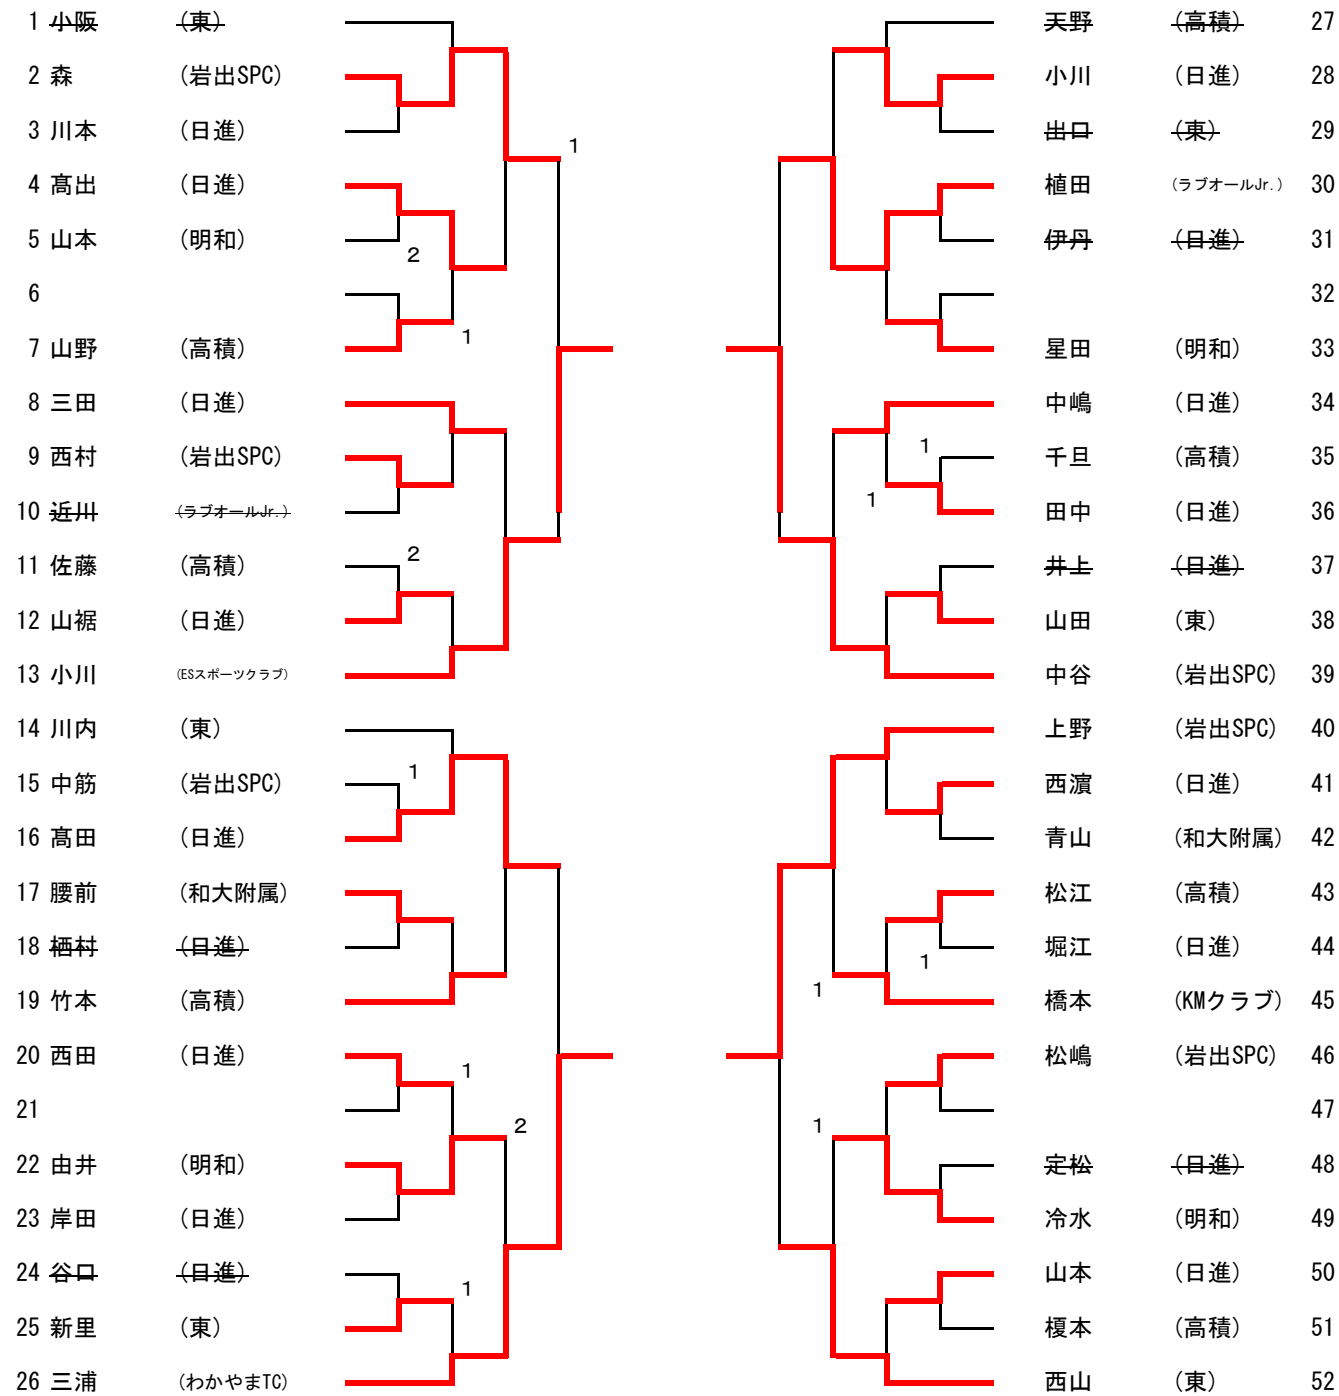 1 小阪 (東)
2 森 (岩出SPC)
3 川本 (日進)
1
4 髙出 (日進)
5 山本 (明和)
2
6
1
7 山野 (高積)
8 三田 (日進)
9 西村 (岩出SPC)
10 近川 (ラブオールJr.)
2
11 佐藤 (高積)
12 山裾 (日進)
13 小川 (ESスポーツクラブ)
14 川内 (東)
1
15 中筋 (岩出SPC)
16 髙田 (日進)
17 腰前 (和大附属)
18 栖村 (日進)
19 竹本 (高積)
20 西田 (日進)
1
21
2
22 由井 (明和)
23 岸田 (日進)
24 谷口 (日進)
1
25 新里 (東)
26 三浦 (わかやまTC)
天野 (高積) 27
小川 (日進) 28
出口 (東) 29
植田 (ラブオールJr.) 30
伊丹 (日進) 31
32
星田 (明和) 33
中嶋 (日進) 34
1
千旦 (高積) 35
1
田中 (日進) 36
井上 (日進) 37
山田 (東) 38
中谷 (岩出SPC) 39
上野 (岩出SPC) 40
西濵 (日進) 41
青山 (和大附属) 42
松江 (高積) 43
堀江 (日進) 44
1
1
橋本 (KMクラブ) 45
松嶋 (岩出SPC) 46
47
1
定松 (日進) 48
冷水 (明和) 49
山本 (日進) 50
榎本 (高積) 51
西山 (東) 52